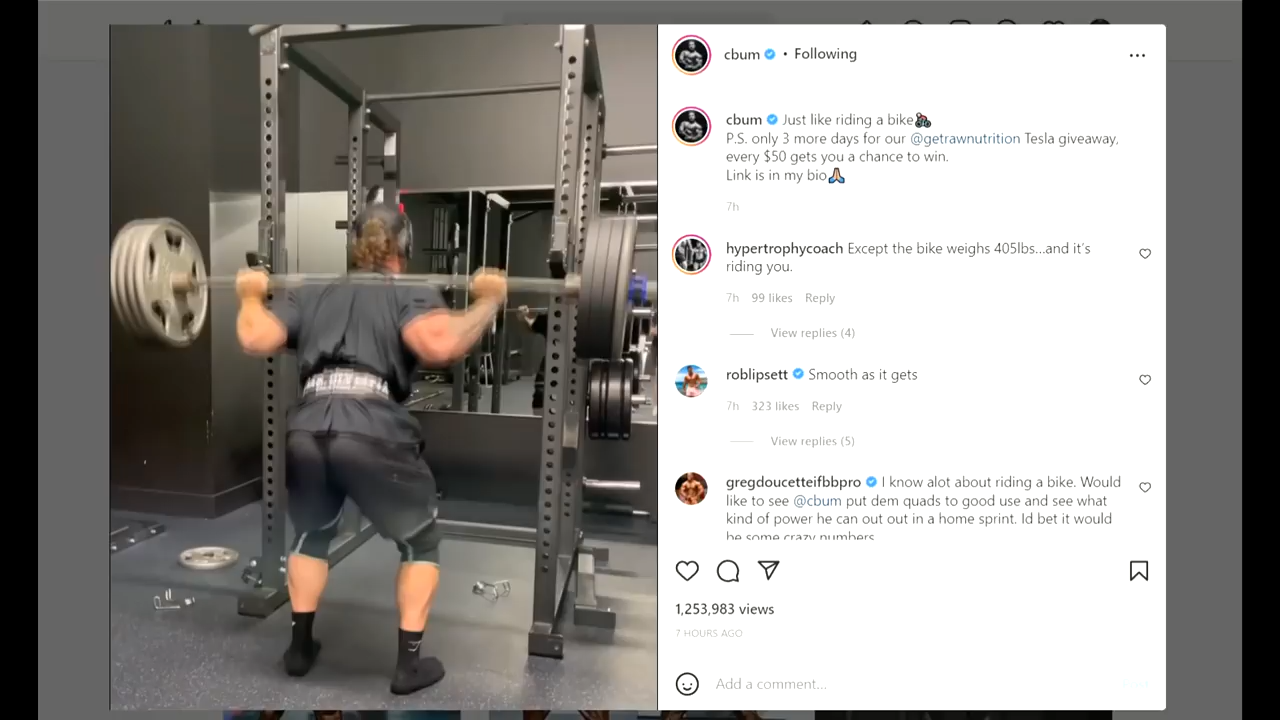 cbum • Following
cbum Just like riding a bike🚴
P.S. only 3 more days for our @getrawnutrition Tesla giveaway,
every $50 gets you a chance to win.
Link is in my bio🙏🏼
7h
hypertrophycoach Except the bike weighs 405lbs...and it's
riding you.
7h 99 likes Reply
View replies (4)
roblipsett Smooth as it gets
7h 323 likes Reply
View replies (5)
gregdoucetteifbbpro I know alot about riding a bike. Would
like to see @cbum put dem quads to good use and see what
kind of power he can out out in a home sprint. Id bet it would
be some crazy numbers
1,253,983 views
7 HOURS AGO
Add a comment...